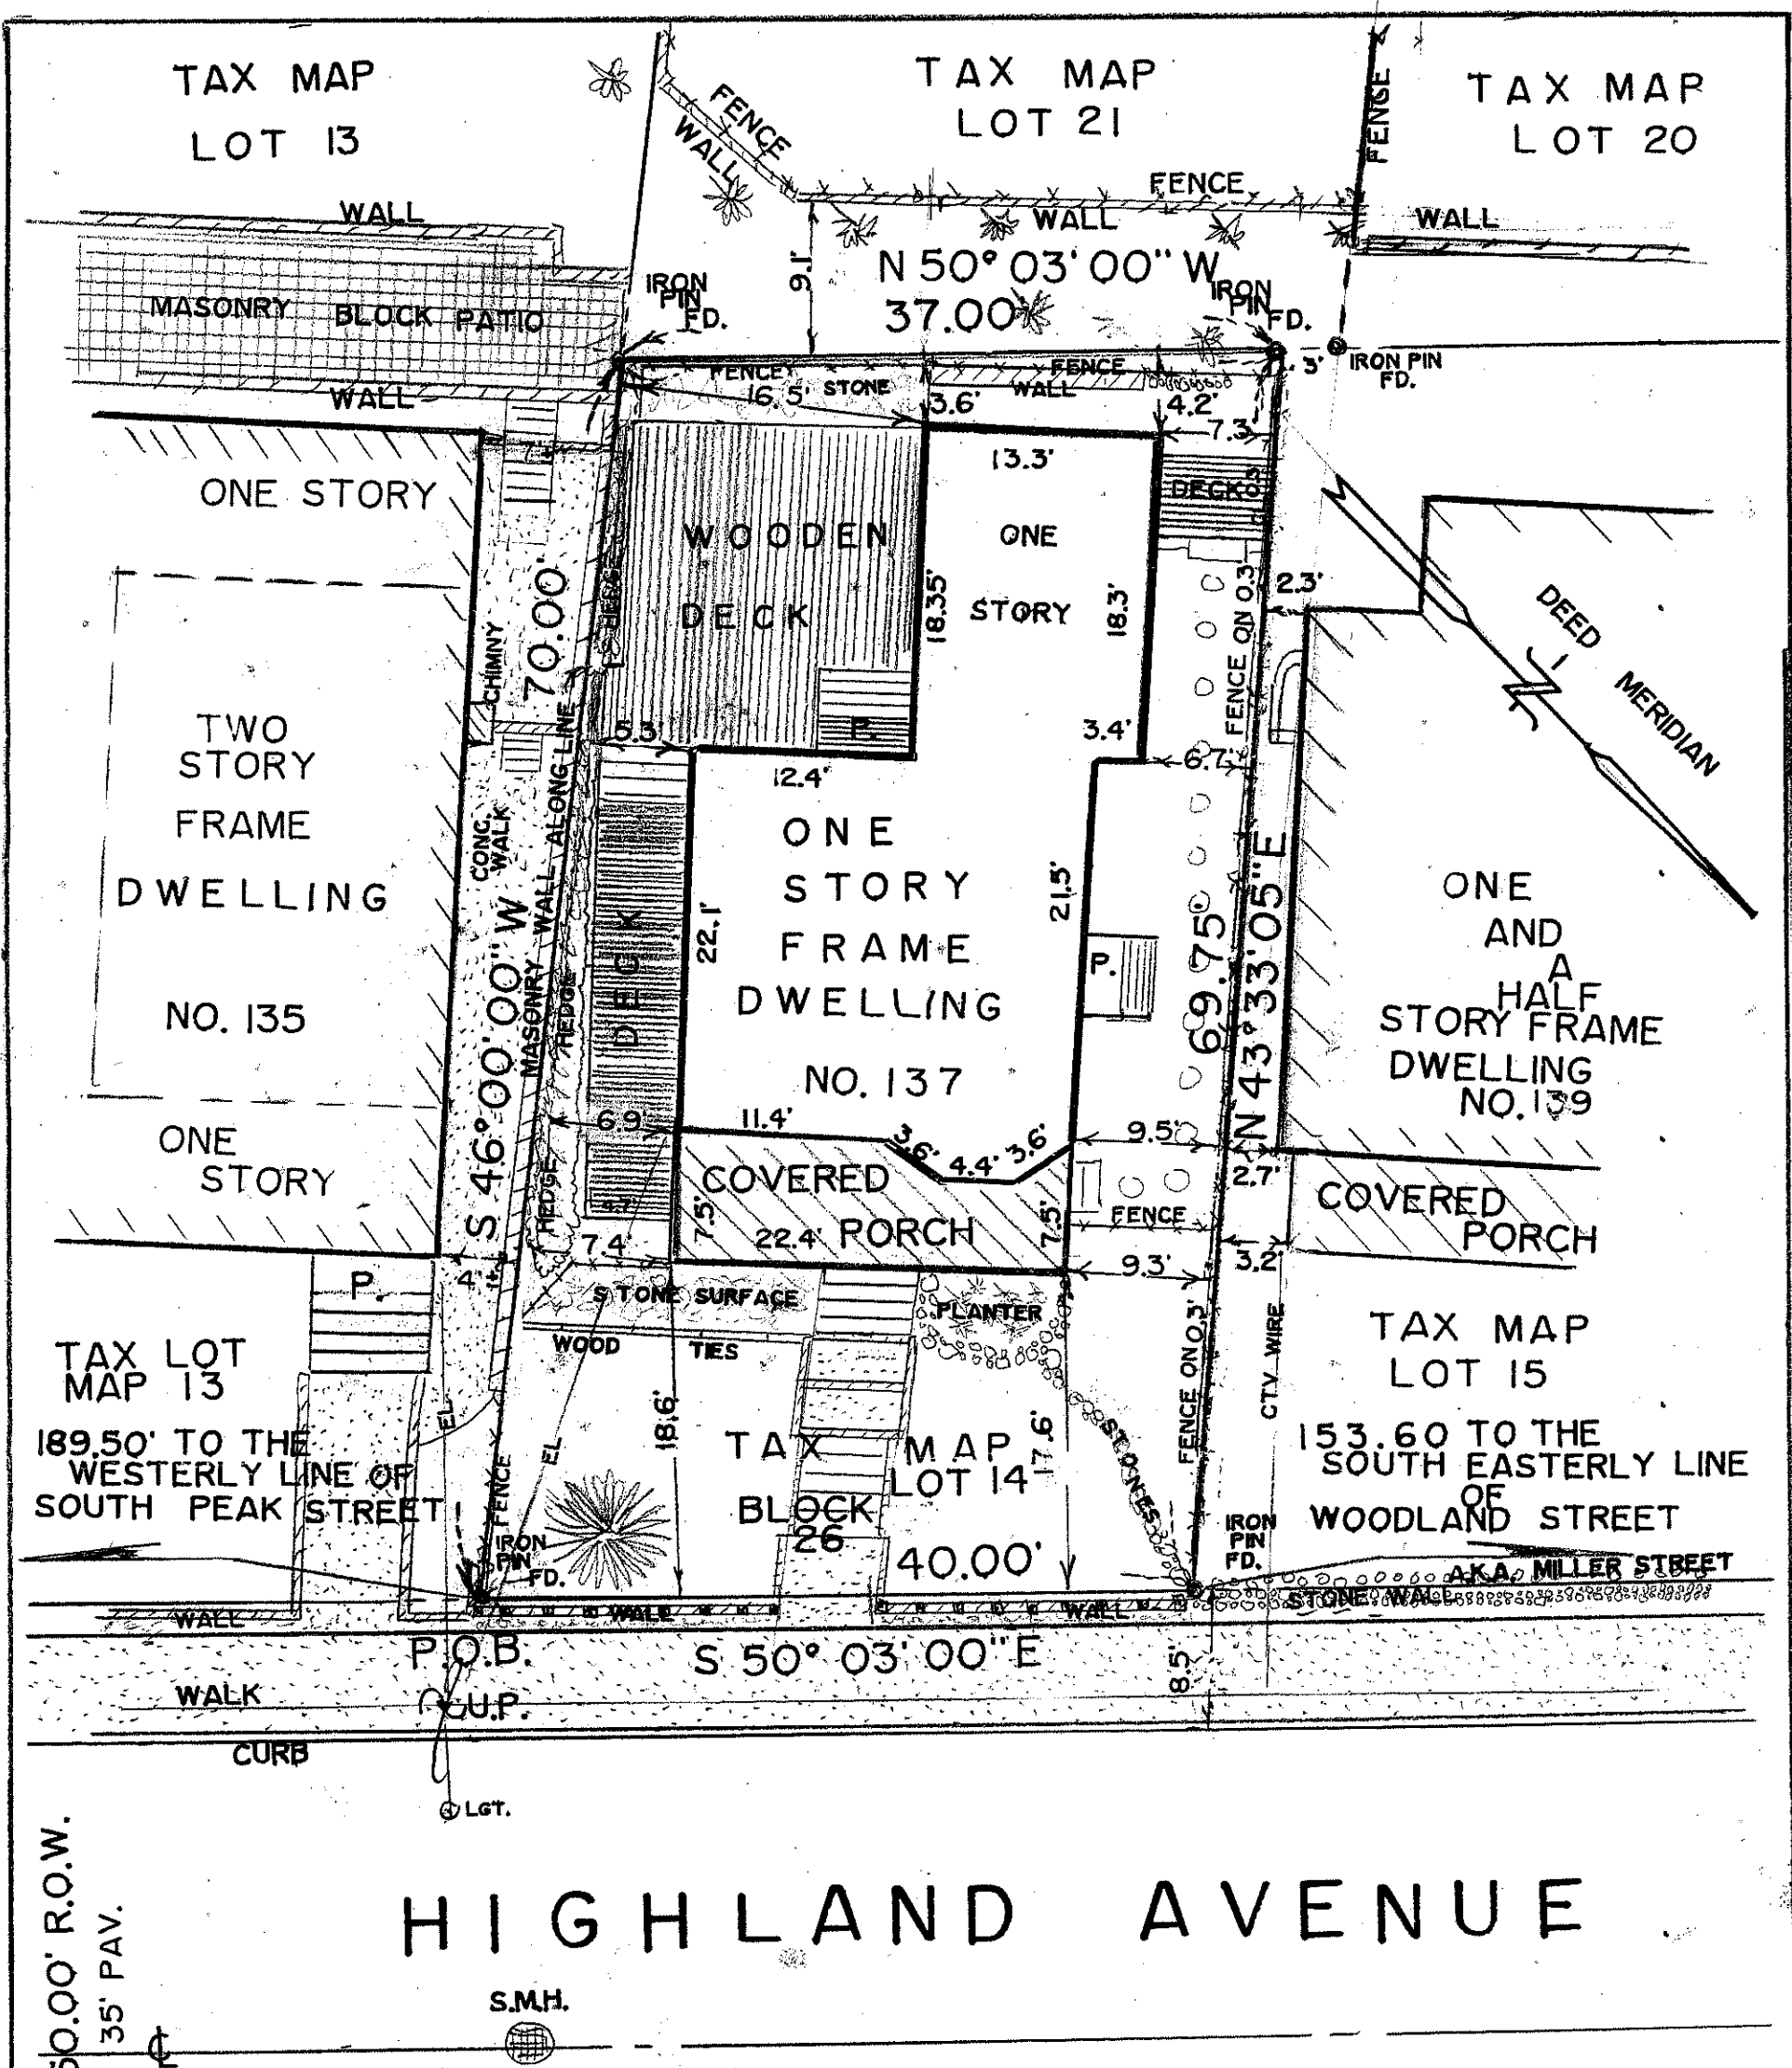 TAX MAP
LOT 13
TAX MAP
LOT 21
TAX MAP
LOT 20
FENCE
WALL
FENCE
FENCE
WALL
WALL
WALL
9.1'
N 50° 03' 00" W
37.00'
IRON
PIN
FD.
IRON
PIN
FD.
IRON PIN
FD.
MASONRY BLOCK PATIO
WALL
FENCE
STONE
FENCE
WALL
16.5'
3.6'
4.2'
7.3'
13.3'
ONE STORY
WOODEN
DECK
ONE
STORY
DECK
18.35'
18.3'
2.3'
FENCE ON 0.3'
DEED
MERIDIAN
HEDGE
CHIMNY
70.00'
TWO
STORY
FRAME
DWELLING
NO. 135
5.3'
P.
12.4'
3.4'
6.7'
CONC.
WALK
MASONRY WALL ALONG LINE
HEDGE
S 46° 00' 00" W
DECK
22.1'
ONE
STORY
FRAME
DWELLING
NO. 137
21.5'
P.
69.75'
N 43° 33' 05" E
ONE
AND
A
HALF
STORY FRAME
DWELLING
NO. 139
ONE
STORY
6.9'
11.4'
3.6'
4.4'
3.6'
9.5'
2.7'
HEDGE
4.7'
7.5'
COVERED
PORCH
22.4'
7.5'
FENCE
COVERED
PORCH
7.4'
9.3'
3.2'
P.
STONE SURFACE
PLANTER
WOOD TIES
FENCE ON 0.3'
CTV WIRE
TAX LOT
MAP 13
TAX MAP
LOT 15
189.50' TO THE
WESTERLY LINE OF
SOUTH PEAK STREET
EL
EL
FENCE
18.6'
TAX MAP
LOT 14
BLOCK
26
17.6'
STONES
153.60 TO THE
SOUTH EASTERLY LINE
OF
WOODLAND STREET
A.K.A. MILLER STREET
IRON
PIN
FD.
40.00'
IRON
PIN
FD.
STONE WALL
WALL
WALL
WALL
P.O.B.
S 50° 03' 00" E
8.5'
WALK
U.P.
CURB
LGT.
50.00' R.O.W.
35' PAV.
HIGHLAND AVENUE
S.M.H.